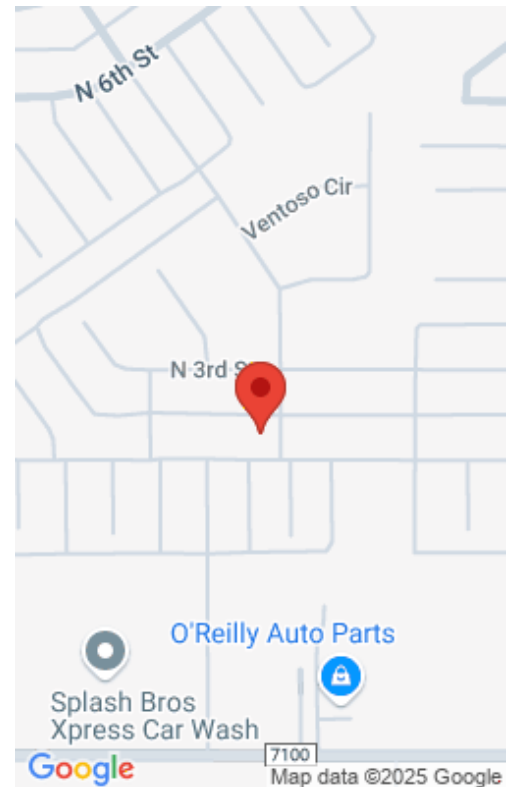 N 6th St
Ventoso Cir
N 3rd S
O'Reilly Auto Parts
Splash Bros
Xpress Car Wash
7100
Google
Map data ©2025 Google